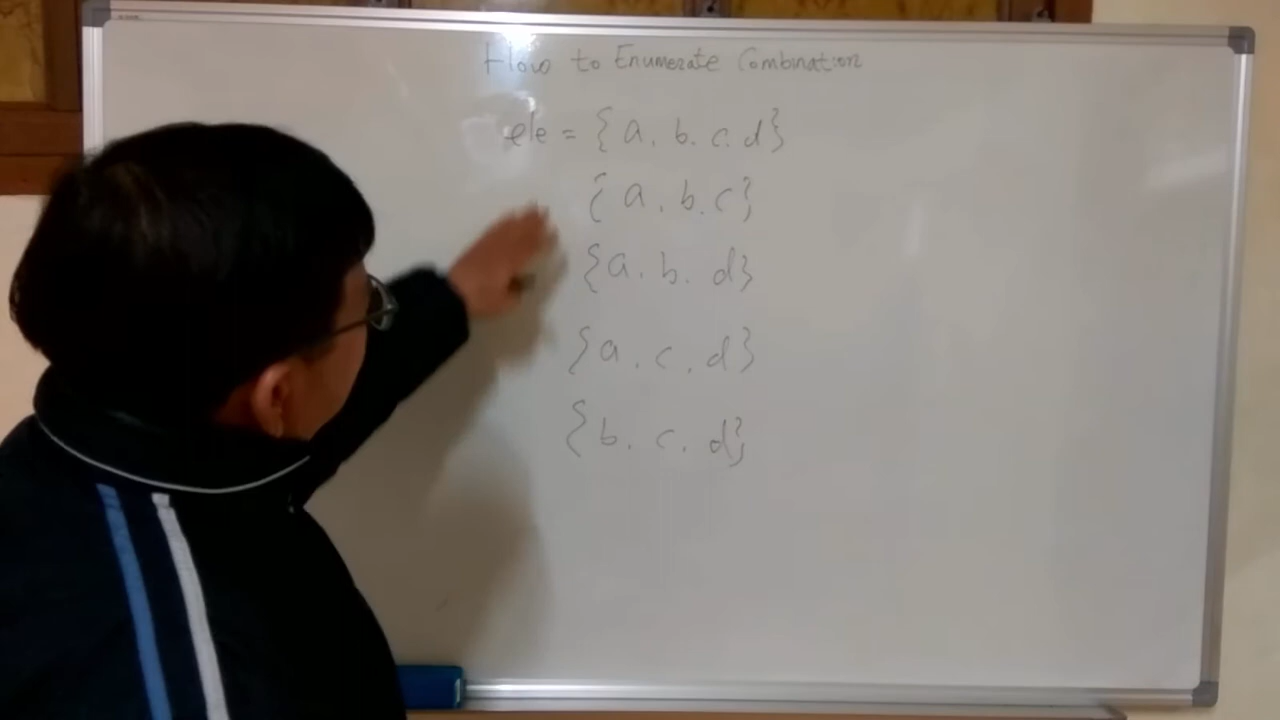 How to Enumerate Combination
ele = {a. b. c. d}
{a. b. c}
{a. b. d}
{a. c. d}
{b. c. d}